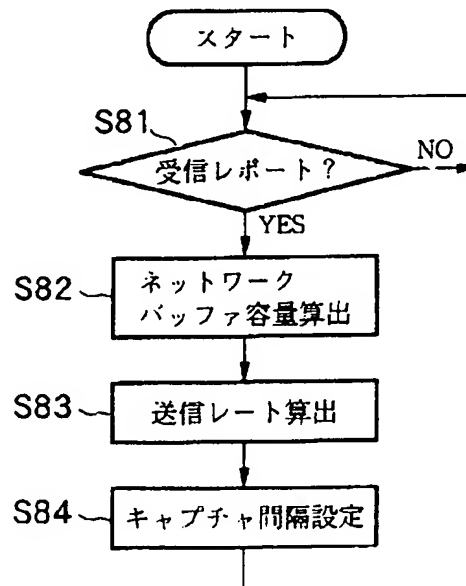 スタート
S81
受信レポート?
NO
YES
S82
ネットワーク
バッファ容量算出
S83
送信レート算出
S84
キャプチャ間隔設定